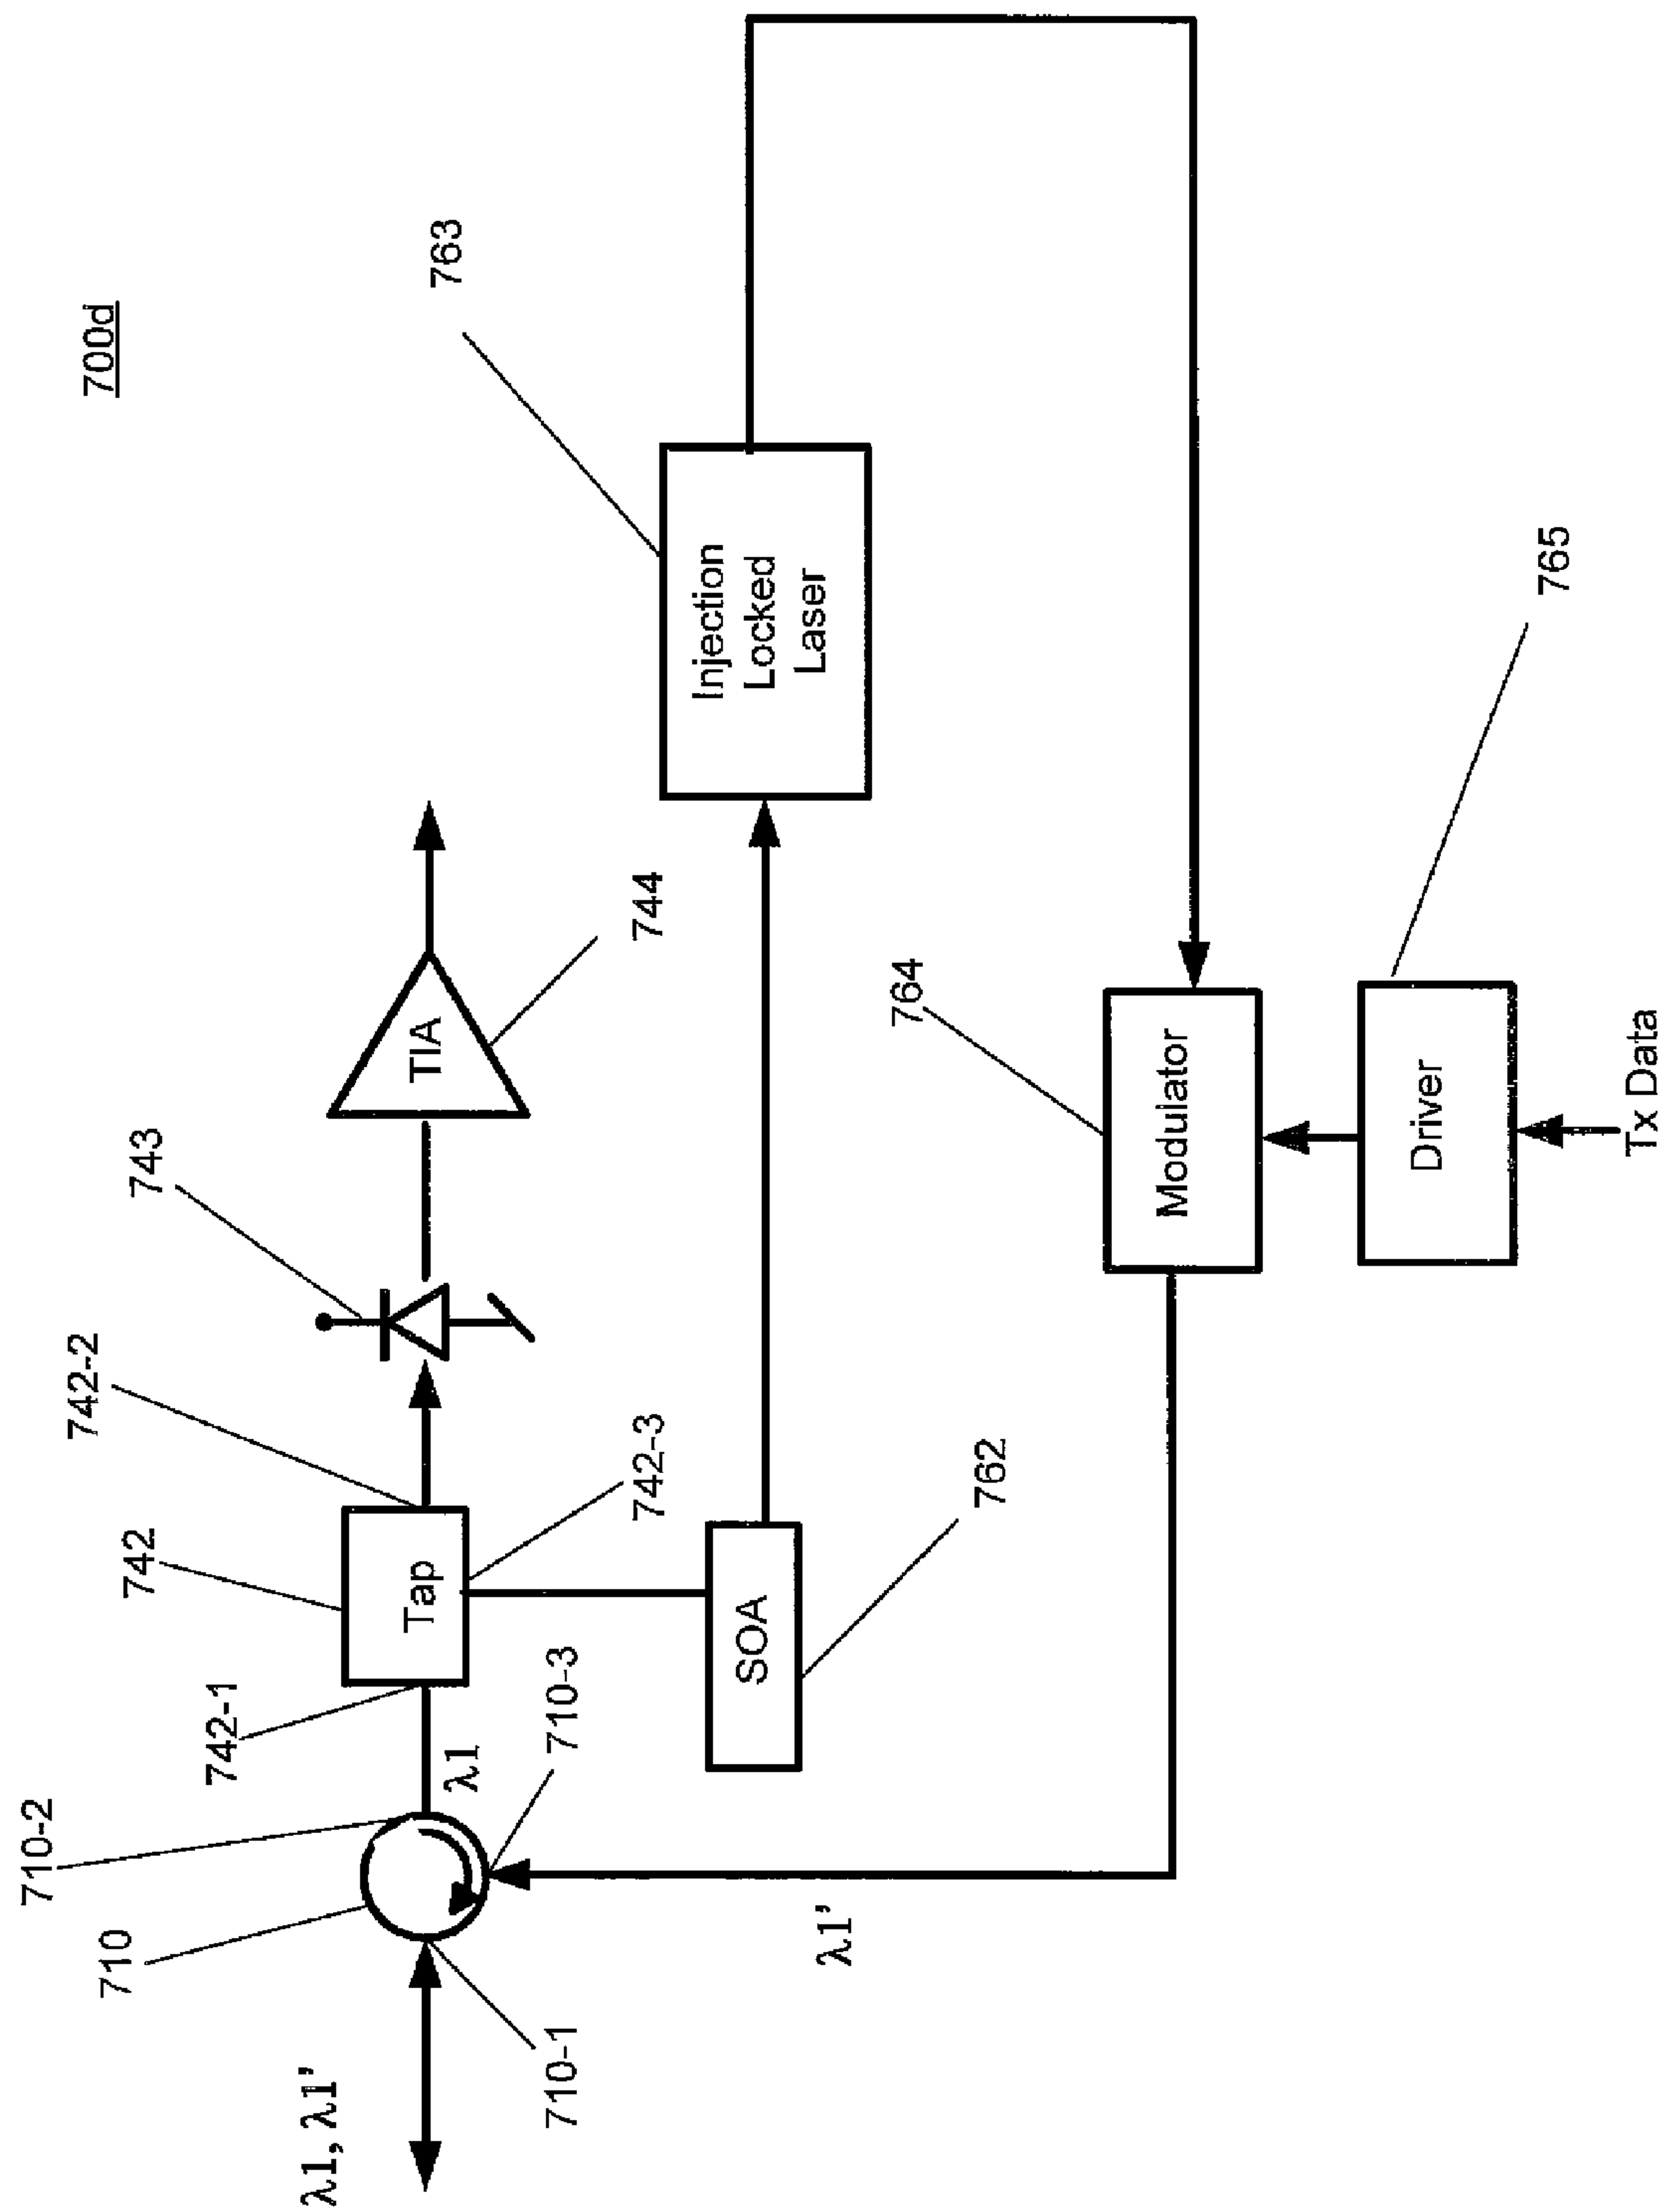 700d
763
Injection
Locked
Laser
744
TIA
743
742-2
742
Tap
742-3
742-1
λ1
710-2
710
710-3
710-1
λ1, λ1’
SOA
762
λ1’
764
Modulator
765
Driver
Tx Data